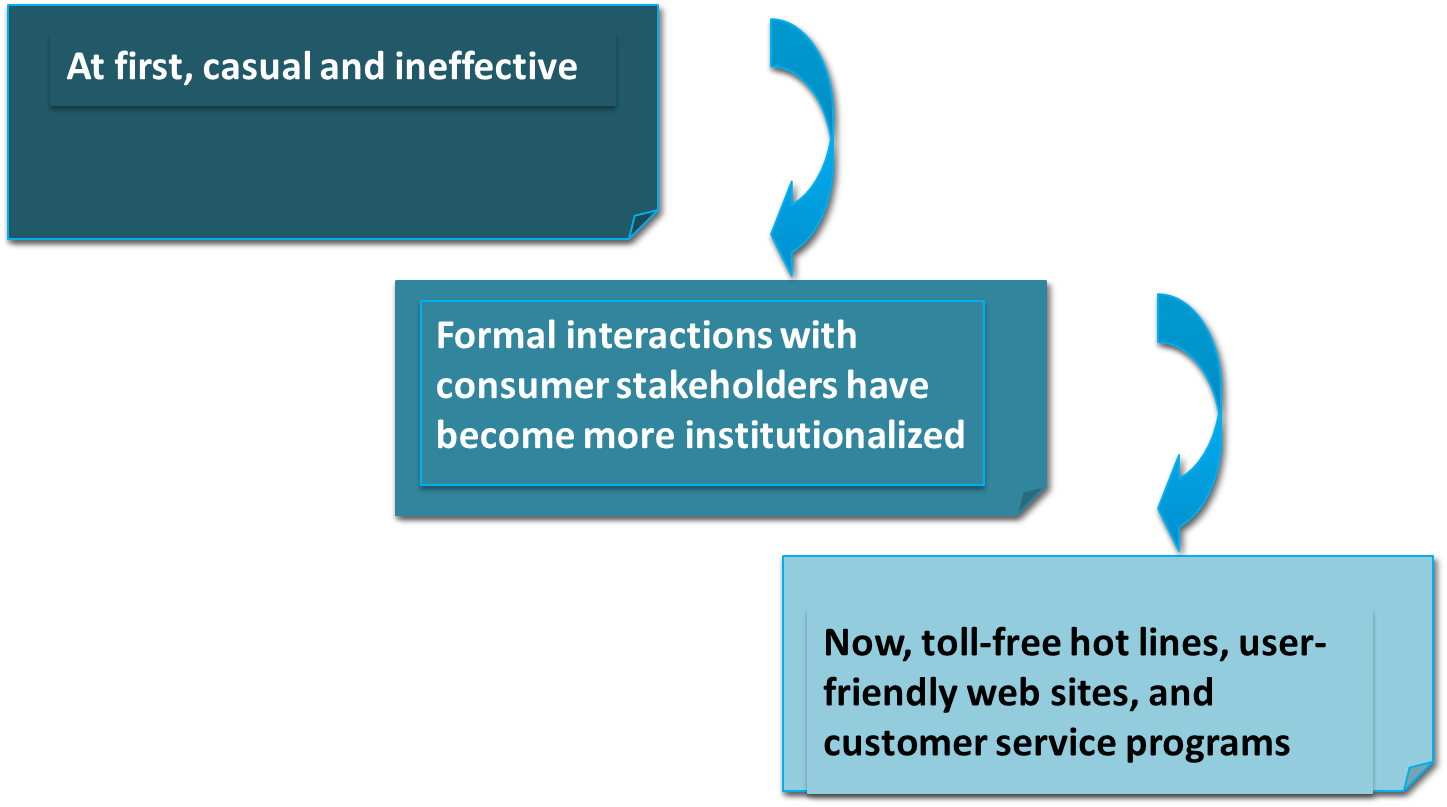 At first, casual and ineffective
Formal interactions with
consumer stakeholders have
become more institutionalized
Now, toll-free hot lines, user-
friendly web sites, and
customer service programs